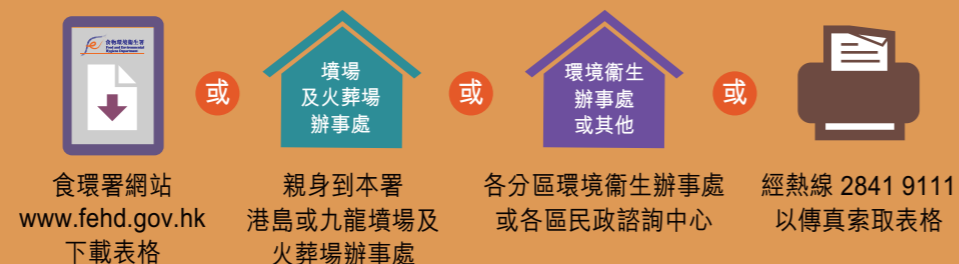 食物環境衞生署
Food and Environmental
Hygiene Department
或
墳場
及火葬場
辦事處
或
環境衞生
辦事處
或其他
或
食環署網站
www.fehd.gov.hk
下載表格
親身到本署
港島或九龍墳場及
火葬場辦事處
各分區環境衞生辦事處
或各區民政諮詢中心
經熱線 2841 9111
以傳真索取表格